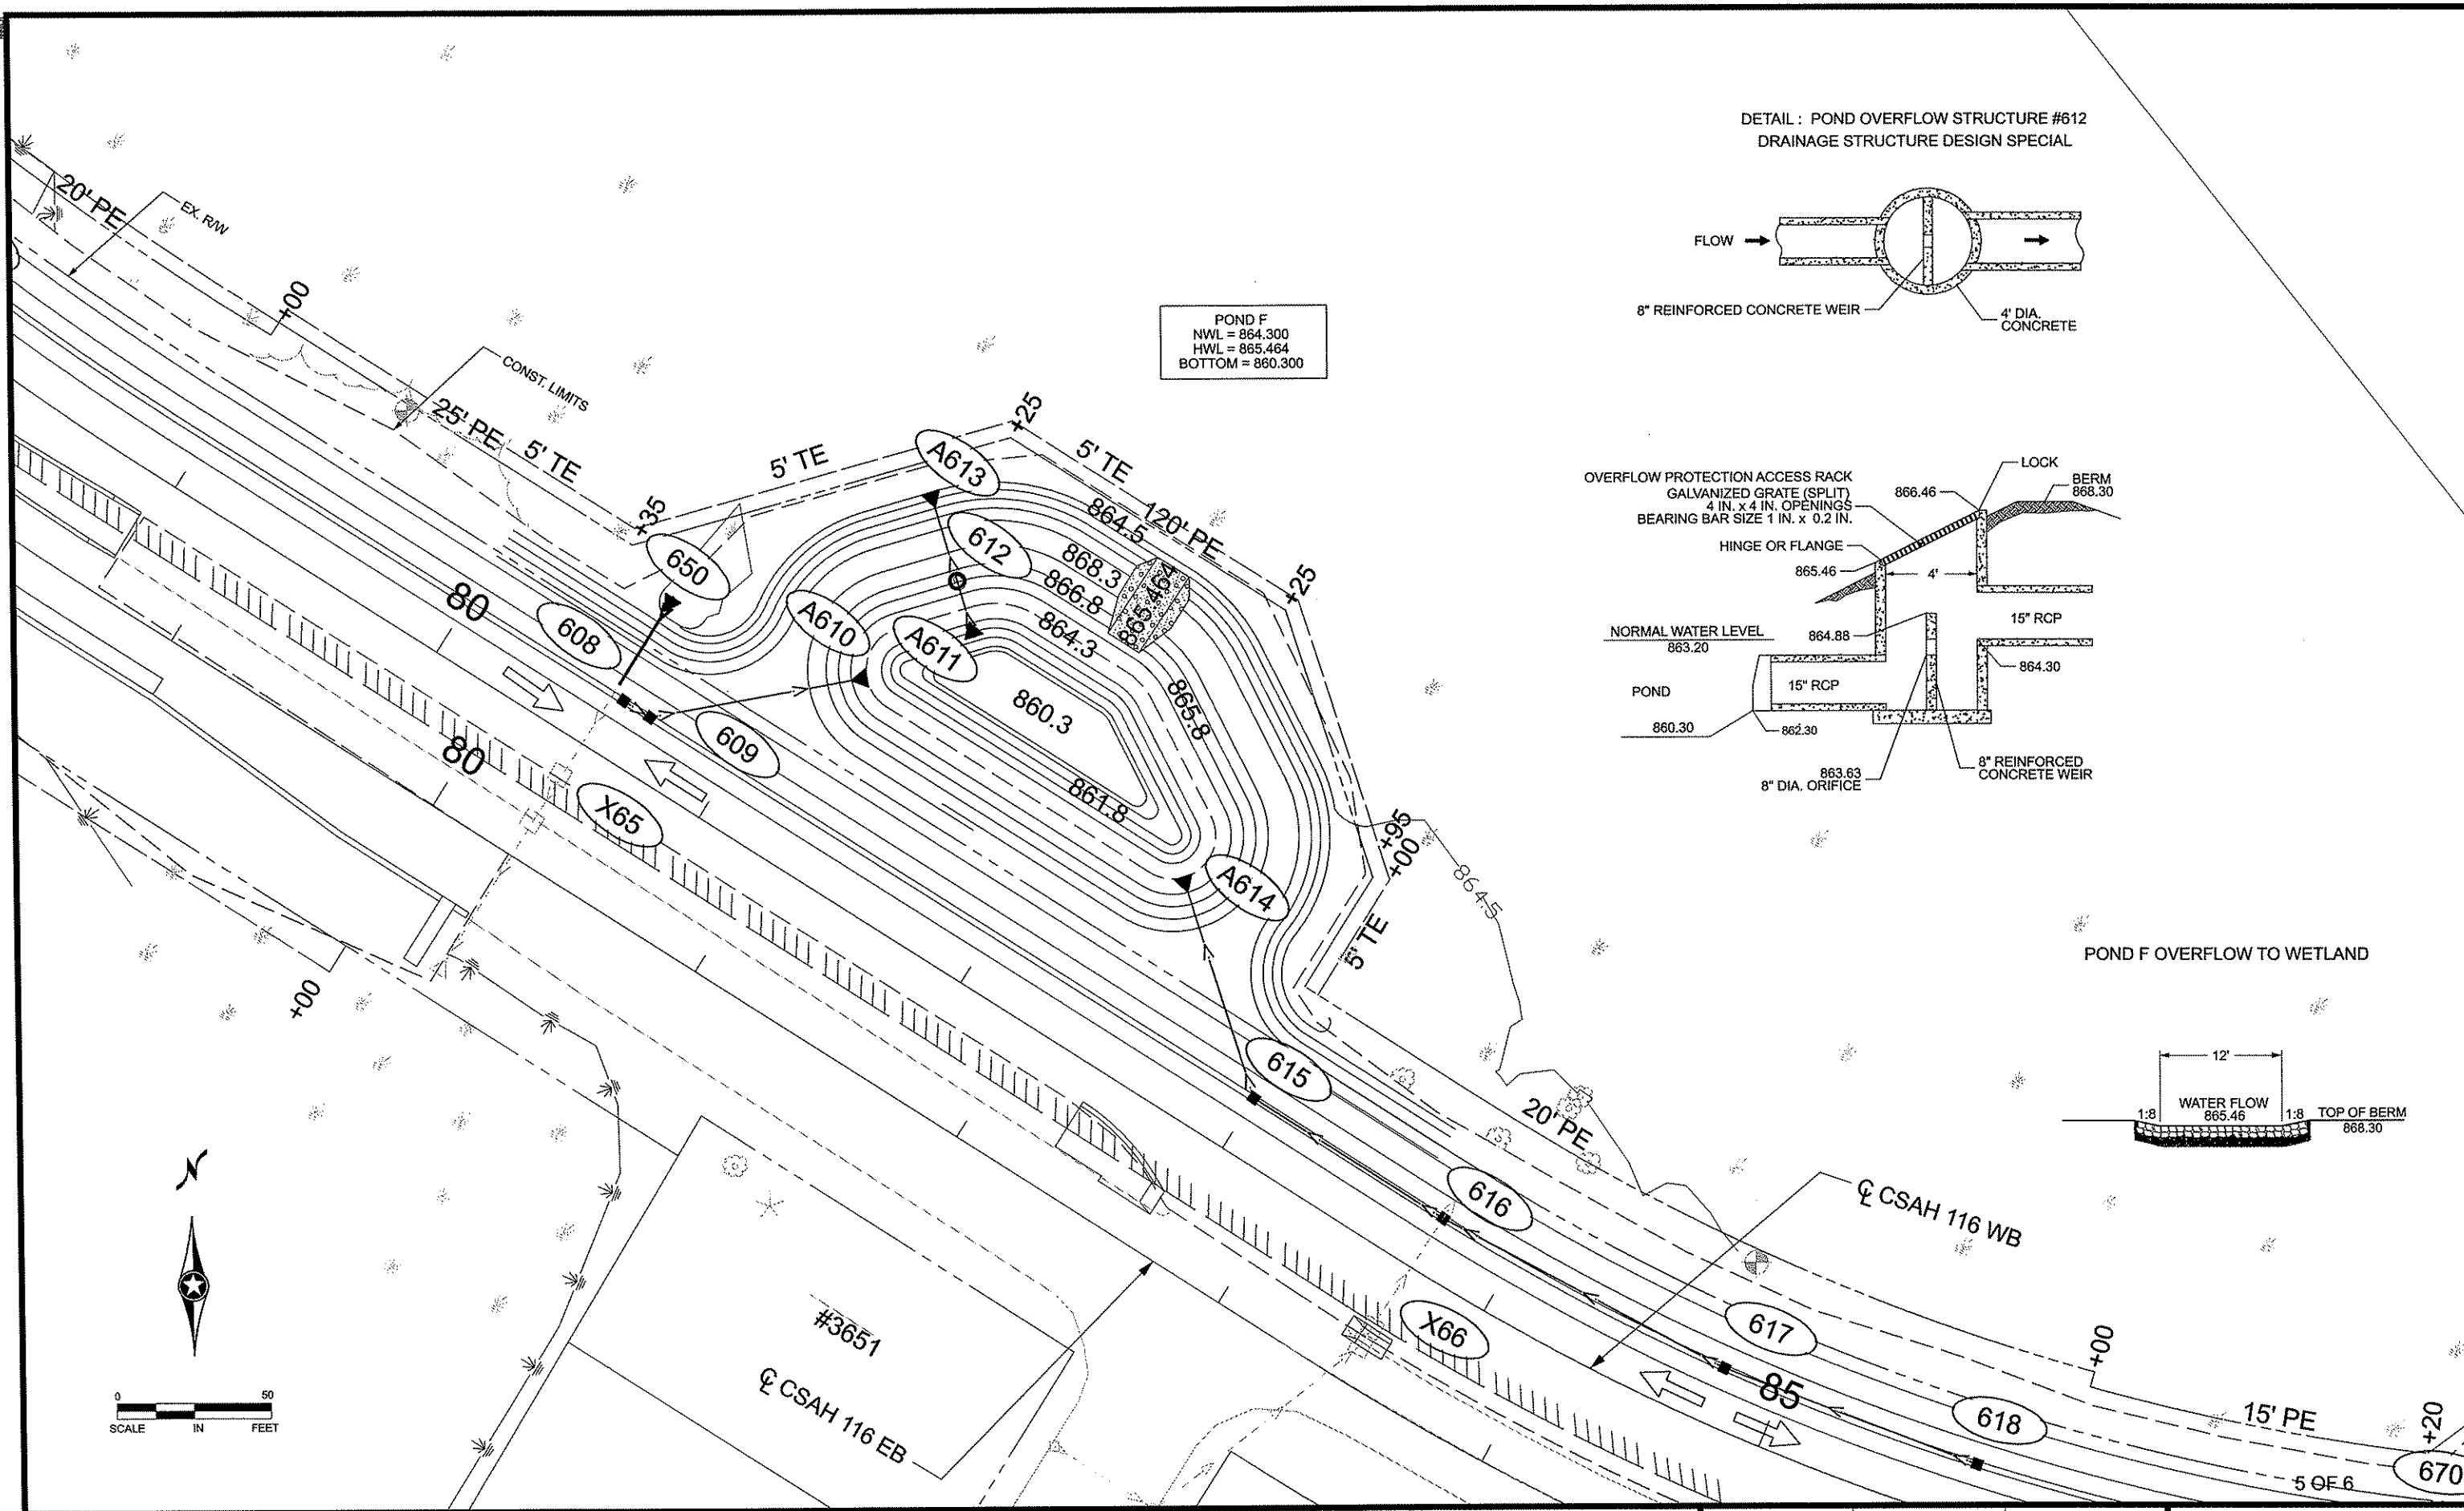 DETAIL : POND OVERFLOW STRUCTURE #612
DRAINAGE STRUCTURE DESIGN SPECIAL
FLOW
8" REINFORCED CONCRETE WEIR
4' DIA.
CONCRETE
20' PE
EX. R/W
+00
CONST. LIMITS
25' PE
5' TE
+35
5' TE
POND F
NWL = 864.300
HWL = 865.464
BOTTOM = 860.300
+25
5' TE
120' PE
+25
A613
864.5
612
868.3
866.8
865.464
650
80
608
A610
A611
864.3
865.8
860.3
609
861.8
80
X65
A614
+95
+00
864.5
5' TE
+00
615
20' PE
616
℄ CSAH 116 WB
617
X66
85
618
+00
15' PE
+20
670
5 OF 6
#3651
℄ CSAH 116 EB
N
0 50
SCALE IN FEET
OVERFLOW PROTECTION ACCESS RACK
GALVANIZED GRATE (SPLIT)
4 IN. x 4 IN. OPENINGS
BEARING BAR SIZE 1 IN. x 0.2 IN.
LOCK
866.46
BERM
868.30
HINGE OR FLANGE
865.46
4'
15" RCP
NORMAL WATER LEVEL
863.20
864.88
864.30
POND
15" RCP
860.30
862.30
863.63
8" DIA. ORIFICE
8" REINFORCED
CONCRETE WEIR
POND F OVERFLOW TO WETLAND
12'
WATER FLOW
865.46
1:8
1:8
TOP OF BERM
868.30